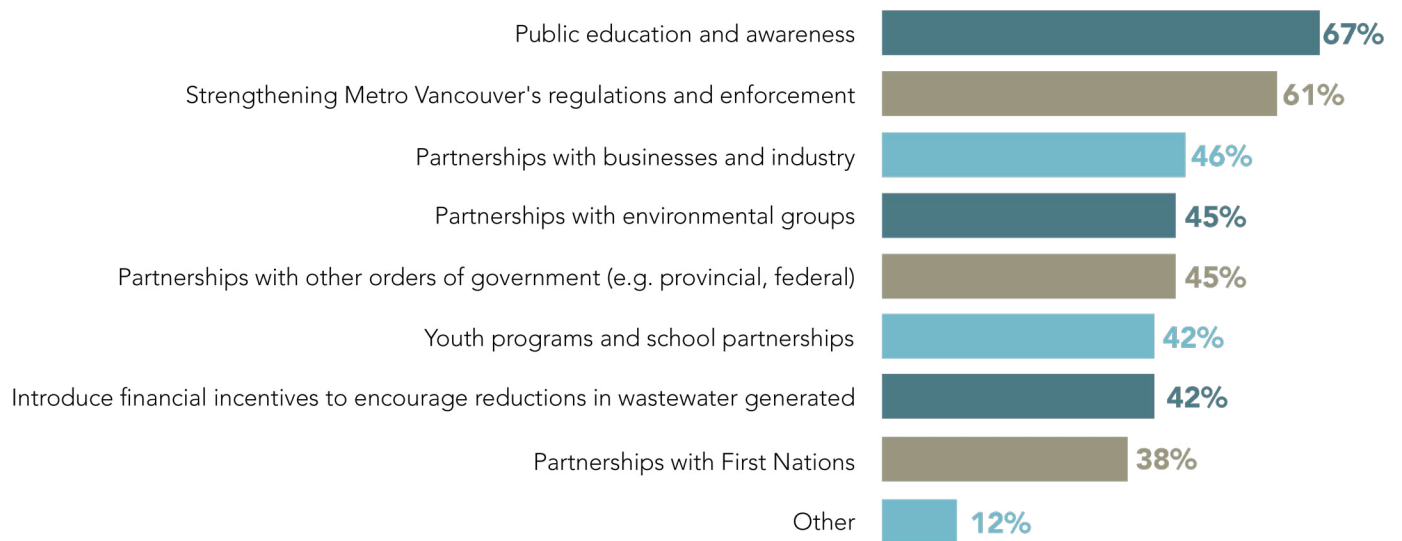 Public education and awareness 67%
Strengthening Metro Vancouver's regulations and enforcement 61%
Partnerships with businesses and industry 46%
Partnerships with environmental groups 45%
Partnerships with other orders of government (e.g. provincial, federal) 45%
Youth programs and school partnerships 42%
Introduce financial incentives to encourage reductions in wastewater generated 42%
Partnerships with First Nations 38%
Other 12%